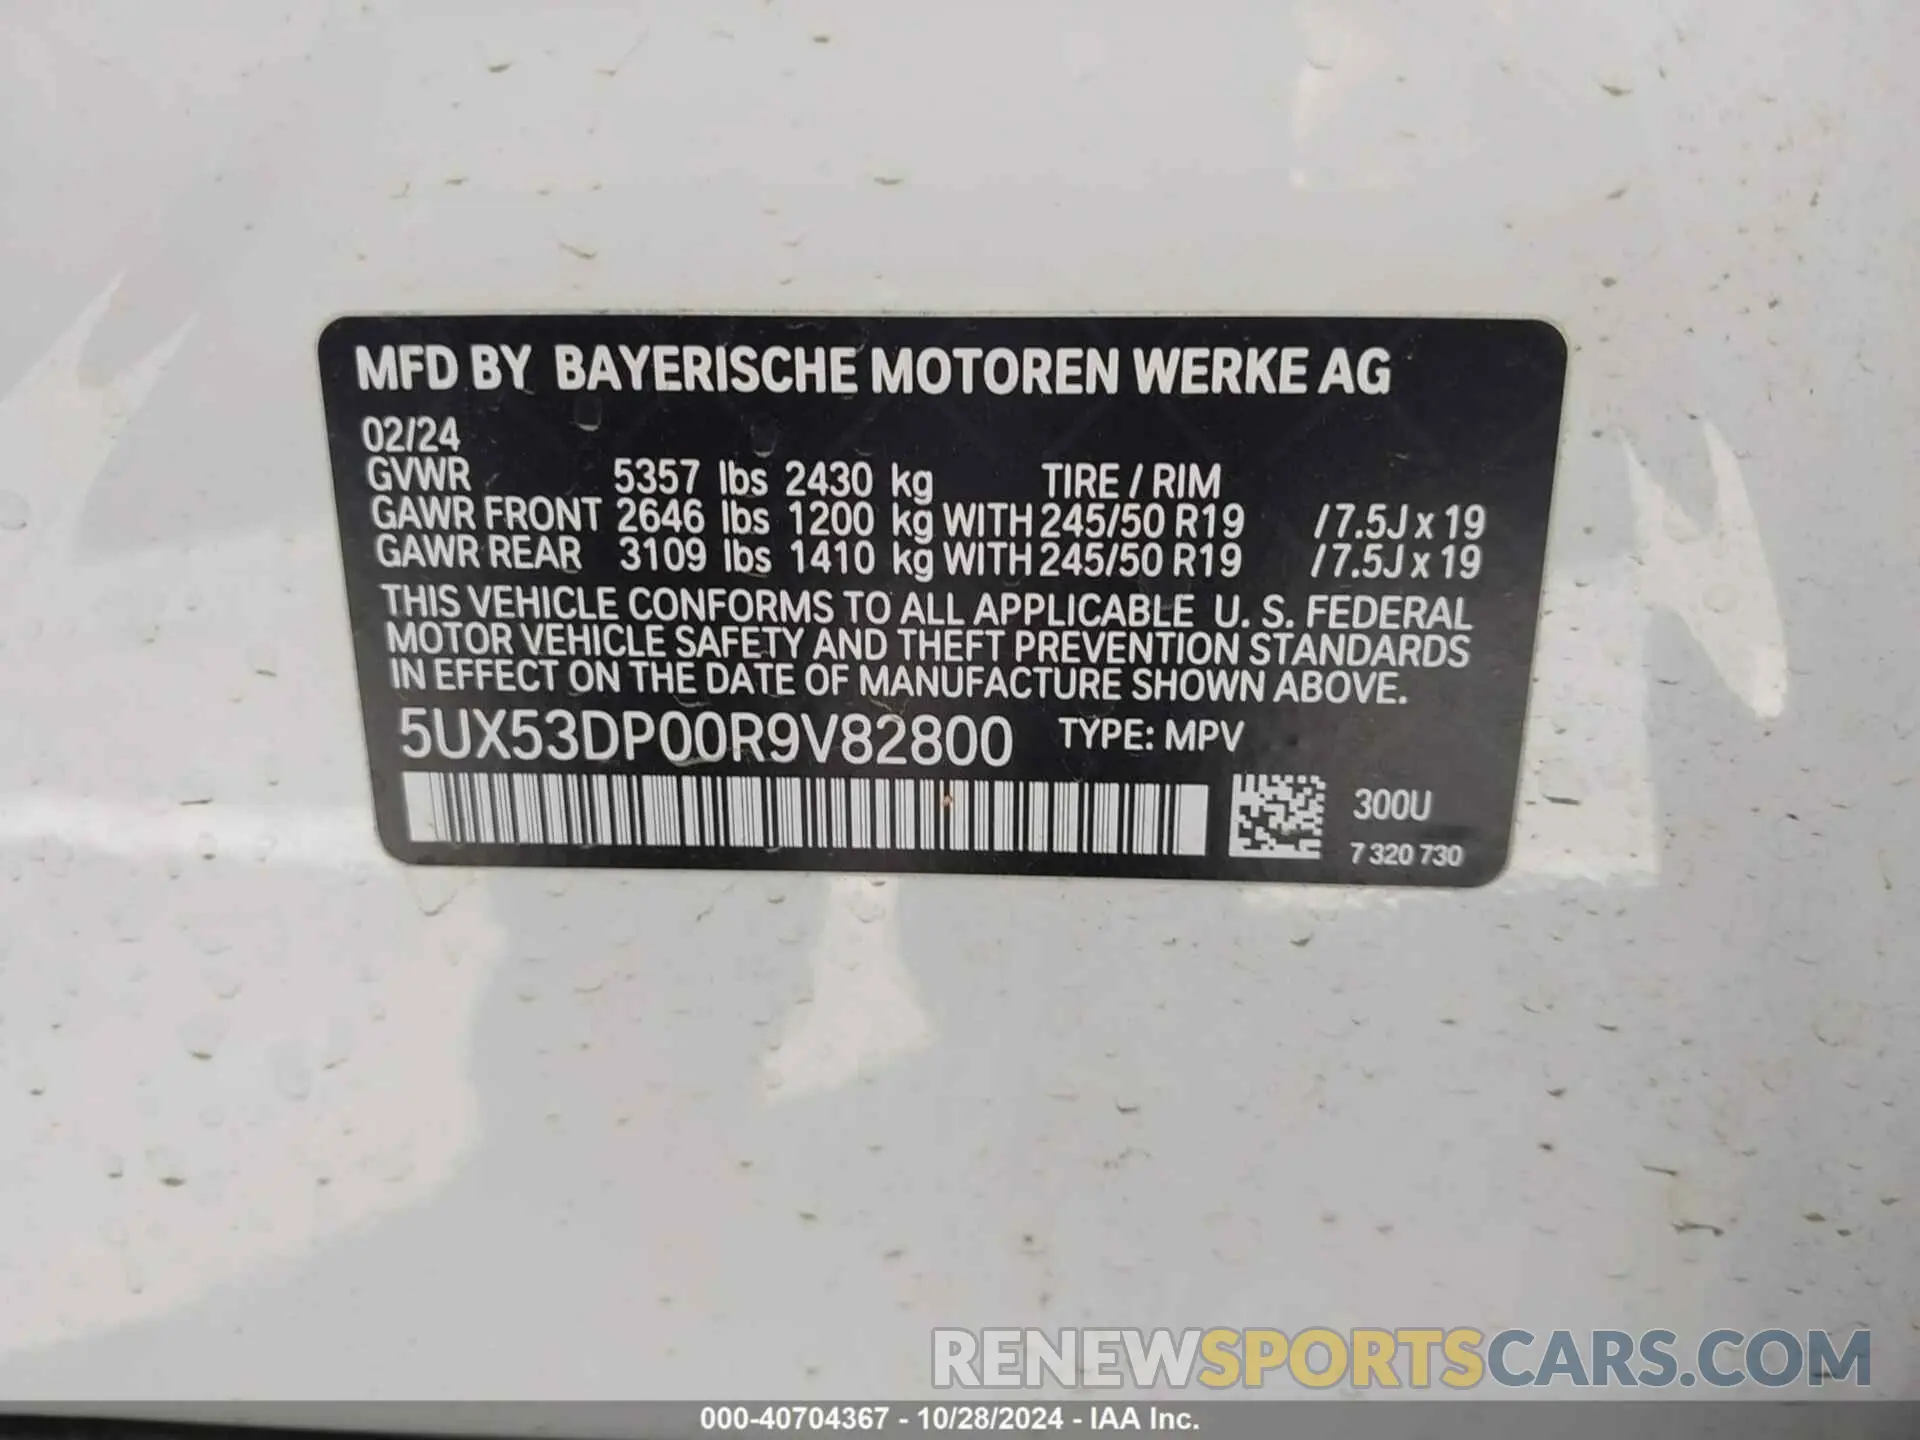 MFD BY BAYERISCHE MOTOREN WERKE AG
02/24
GVWR 5357 lbs 2430 kg TIRE / RIM
GAWR FRONT 2646 lbs 1200 kg WITH 245/50 R19 /7.5J x 19
GAWR REAR 3109 lbs 1410 kg WITH 245/50 R19 /7.5J x 19
THIS VEHICLE CONFORMS TO ALL APPLICABLE U. S. FEDERAL
MOTOR VEHICLE SAFETY AND THEFT PREVENTION STANDARDS
IN EFFECT ON THE DATE OF MANUFACTURE SHOWN ABOVE.
5UX53DP00R9V82800 TYPE: MPV
300U
7 320 730
RENEWSPORTSCARS.COM
000-40704367 - 10/28/2024 - IAA Inc.